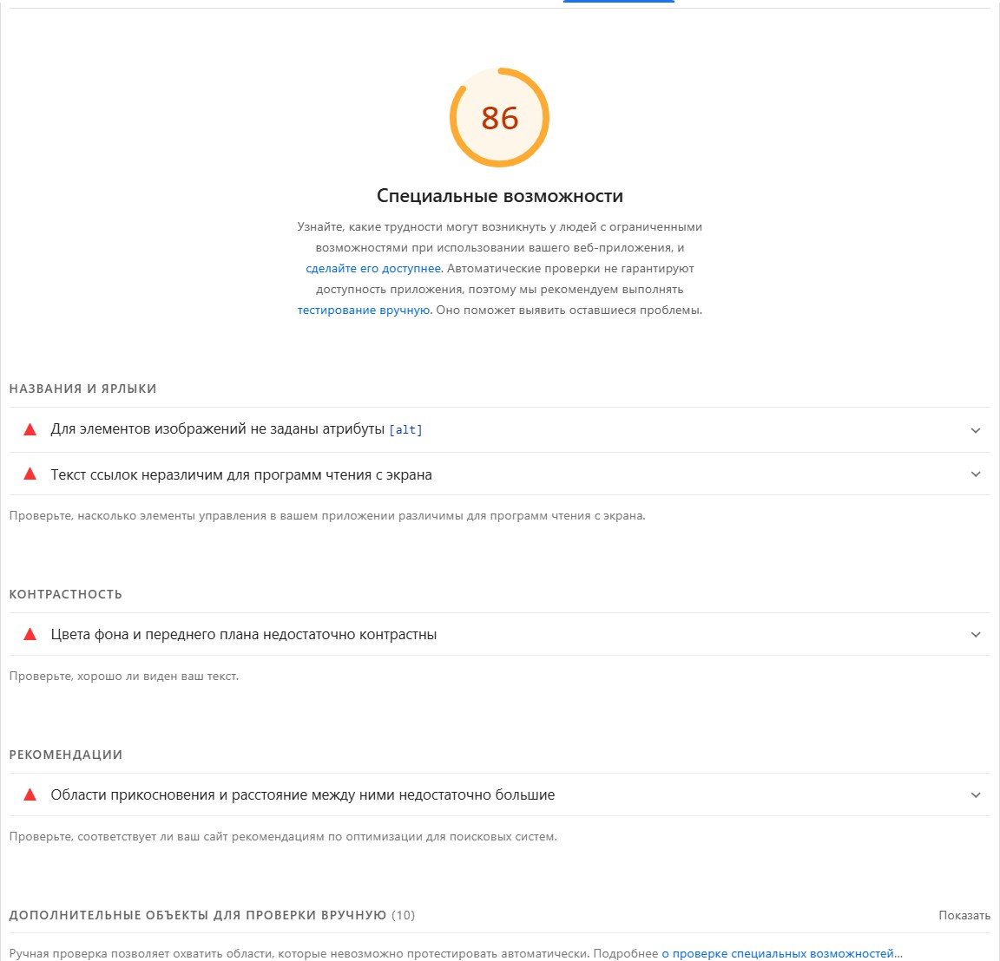 86
Специальные возможности
Узнайте, какие трудности могут возникнуть у людей с ограниченными
возможностями при использовании вашего веб-приложения, и
сделайте его доступнее. Автоматические проверки не гарантируют
доступность приложения, поэтому мы рекомендуем выполнять
тестирование вручную. Оно поможет выявить оставшиеся проблемы.
НАЗВАНИЯ И ЯРЛЫКИ
Для элементов изображений не заданы атрибуты [alt]
Текст ссылок неразличим для программ чтения с экрана
Проверьте, насколько элементы управления в вашем приложении различимы для программ чтения с экрана.
КОНТРАСТНОСТЬ
Цвета фона и переднего плана недостаточно контрастны
Проверьте, хорошо ли виден ваш текст.
РЕКОМЕНДАЦИИ
Области прикосновения и расстояние между ними недостаточно большие
Проверьте, соответствует ли ваш сайт рекомендациям по оптимизации для поисковых систем.
ДОПОЛНИТЕЛЬНЫЕ ОБЪЕКТЫ ДЛЯ ПРОВЕРКИ ВРУЧНУЮ (10) Показать
Ручная проверка позволяет охватить области, которые невозможно протестировать автоматически. Подробнее о проверке специальных возможностей…